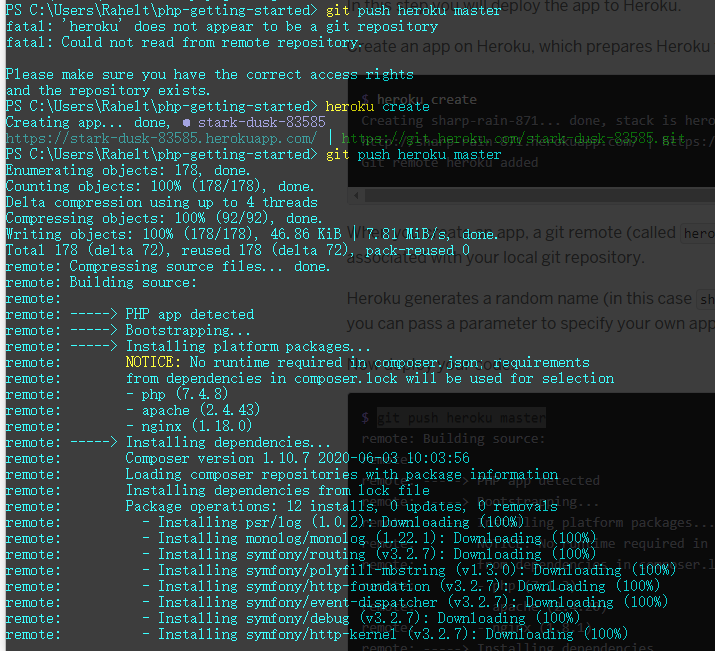 PS C:\Users\Rahelt\php-getting-started> git push heroku master
fatal: 'heroku' does not appear to be a git repository
fatal: Could not read from remote repository.
Please make sure you have the correct access rights
and the repository exists.
PS C:\Users\Rahelt\php-getting-started> heroku create
Creating app... done, ● stark-dusk-83585
https://stark-dusk-83585.herokuapp.com/ | https://git.heroku.com/stark-dusk-83585.git
PS C:\Users\Rahelt\php-getting-started> git push heroku master
Enumerating objects: 178, done.
Counting objects: 100% (178/178), done.
Delta compression using up to 4 threads
Compressing objects: 100% (92/92), done.
Writing objects: 100% (178/178), 46.86 KiB | 7.81 MiB/s, done.
Total 178 (delta 72), reused 178 (delta 72), pack-reused 0
remote: Compressing source files... done.
remote: Building source:
remote:
remote: -----> PHP app detected
remote: -----> Bootstrapping...
remote: -----> Installing platform packages...
remote: NOTICE: No runtime required in composer.json; requirements
remote: from dependencies in composer.lock will be used for selection
remote: - php (7.4.8)
remote: - apache (2.4.43)
remote: - nginx (1.18.0)
remote: -----> Installing dependencies...
remote: Composer version 1.10.7 2020-06-03 10:03:56
remote: Loading composer repositories with package information
remote: Installing dependencies from lock file
remote: Package operations: 12 installs, 0 updates, 0 removals
remote: - Installing psr/log (1.0.2): Downloading (100%)
remote: - Installing monolog/monolog (1.22.1): Downloading (100%)
remote: - Installing symfony/routing (v3.2.7): Downloading (100%)
remote: - Installing symfony/polyfill-mbstring (v1.3.0): Downloading (100%)
remote: - Installing symfony/http-foundation (v3.2.7): Downloading (100%)
remote: - Installing symfony/event-dispatcher (v3.2.7): Downloading (100%)
remote: - Installing symfony/debug (v3.2.7): Downloading (100%)
remote: - Installing symfony/http-kernel (v3.2.7): Downloading (100%)
In this step you will deploy the app to Heroku.
Create an app on Heroku, which prepares Heroku
$ heroku create
Creating sharp-rain-871... done, stack is hero
Git remote heroku added
app, a git remote (called hero
associated with your local git repository.
Heroku generates a random name (in this case sh
you can pass a parameter to specify your own app
$ git push heroku master
remote: Building source: